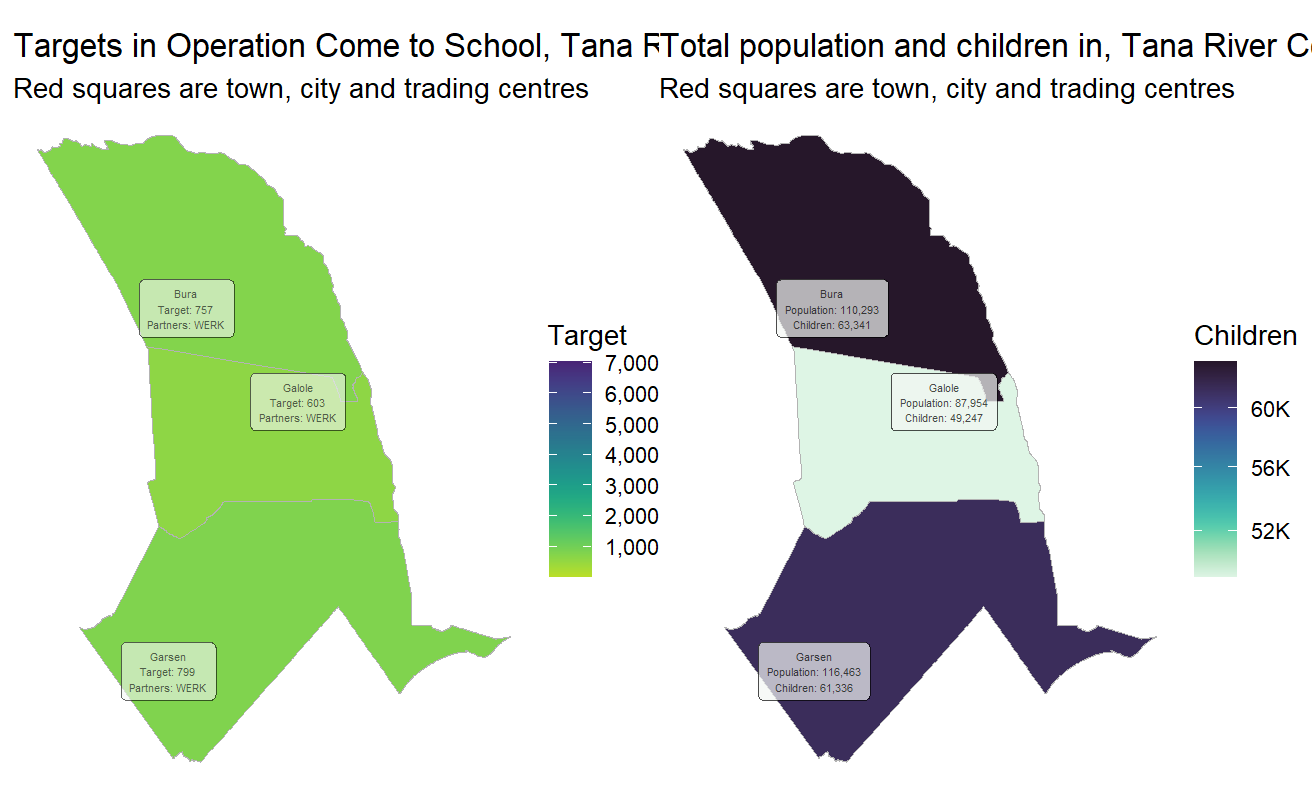 Targets in Operation Come to School, Tana R
Red squares are town, city and trading centres
Bura
Target: 757
Partners: WERK
Galole
Target: 603
Partners: WERK
Garsen
Target: 799
Partners: WERK
Target
7,000
6,000
5,000
4,000
3,000
2,000
1,000
Total population and children in, Tana River C
Red squares are town, city and trading centres
Bura
Population: 110,293
Children: 63,341
Galole
Population: 87,954
Children: 49,247
Garsen
Population: 116,463
Children: 61,336
Children
60K
56K
52K